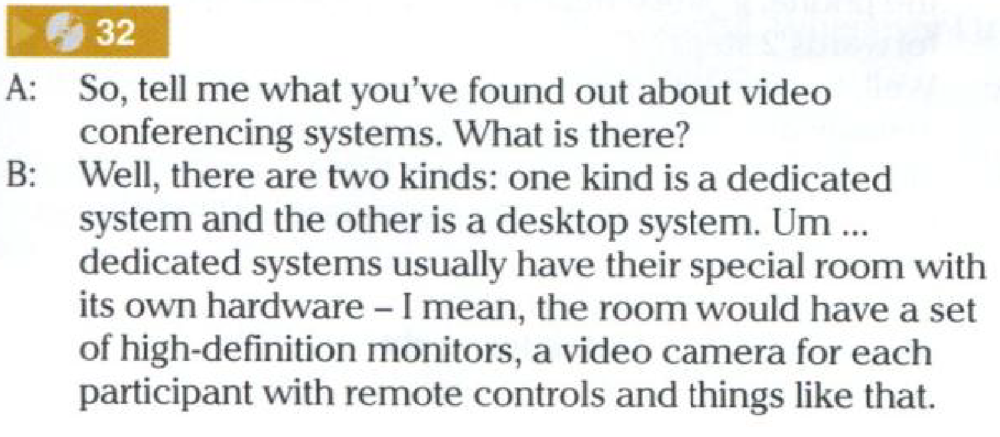 32
A: So, tell me what you've found out about video
conferencing systems. What is there?
B: Well, there are two kinds: one kind is a dedicated
system and the other is a desktop system. Um ...
dedicated systems usually have their special room with
its own hardware – I mean, the room would have a set
of high-definition monitors, a video camera for each
participant with remote controls and things like that.